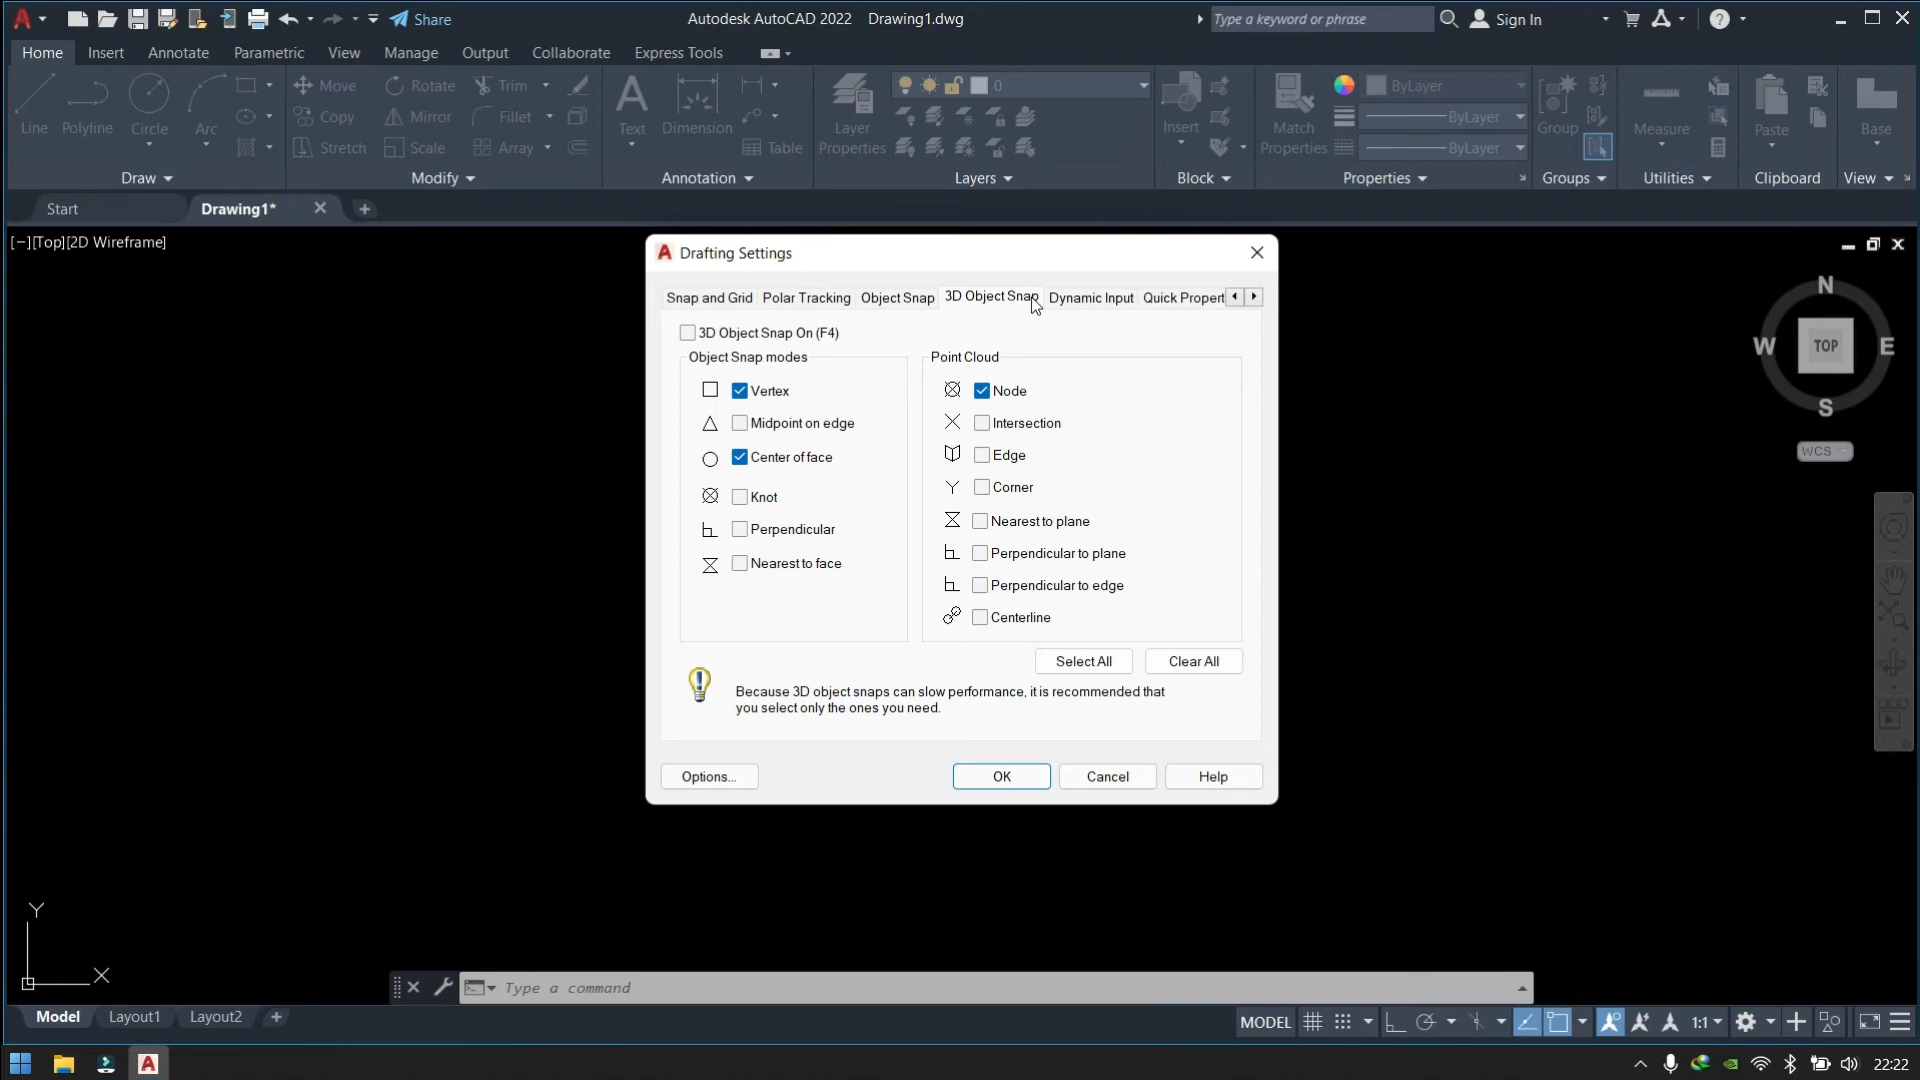 Share
Autodesk AutoCAD 2022 Drawing1.dwg
Type a keyword or phrase
Sign In
Home Insert Annotate Parametric View Manage Output Collaborate Express Tools
Line Polyline Circle Arc
Move Rotate Trim
Copy Mirror Fillet
Stretch Scale Array
Text Dimension Table
Layer Properties
0
Insert
Match Properties
ByLayer
ByLayer
ByLayer
Group
Measure
Paste
Base
Draw Modify Annotation Layers Block Properties Groups Utilities Clipboard View
Start Drawing1*
[−][Top][2D Wireframe]
Drafting Settings
Snap and Grid Polar Tracking Object Snap 3D Object Snap Dynamic Input Quick Propert
3D Object Snap On (F4)
Object Snap modes
Vertex
Midpoint on edge
Center of face
Knot
Perpendicular
Nearest to face
Point Cloud
Node
Intersection
Edge
Corner
Nearest to plane
Perpendicular to plane
Perpendicular to edge
Centerline
Select All Clear All
Because 3D object snaps can slow performance, it is recommended that
you select only the ones you need.
Options... OK Cancel Help
N
W TOP E
S
WCS
Y
X
Type a command
Model Layout1 Layout2
MODEL 1:1
22:22